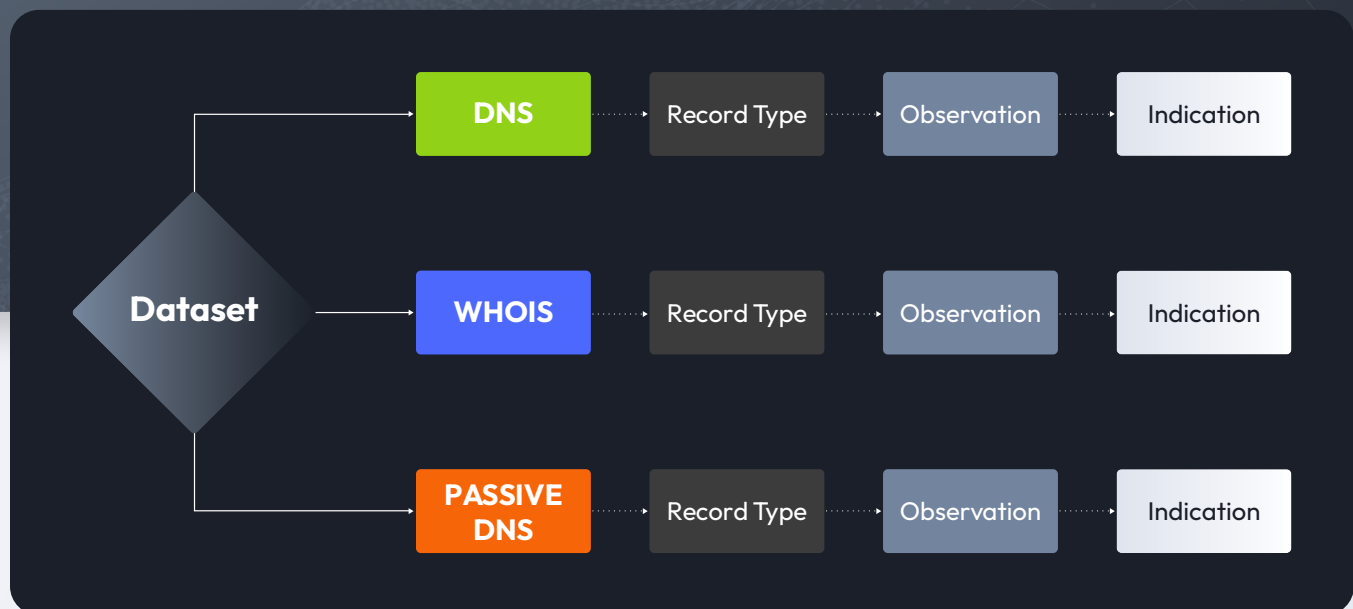 DNS
Record Type
Observation
Indication
Dataset
WHOIS
Record Type
Observation
Indication
PASSIVE
DNS
Record Type
Observation
Indication